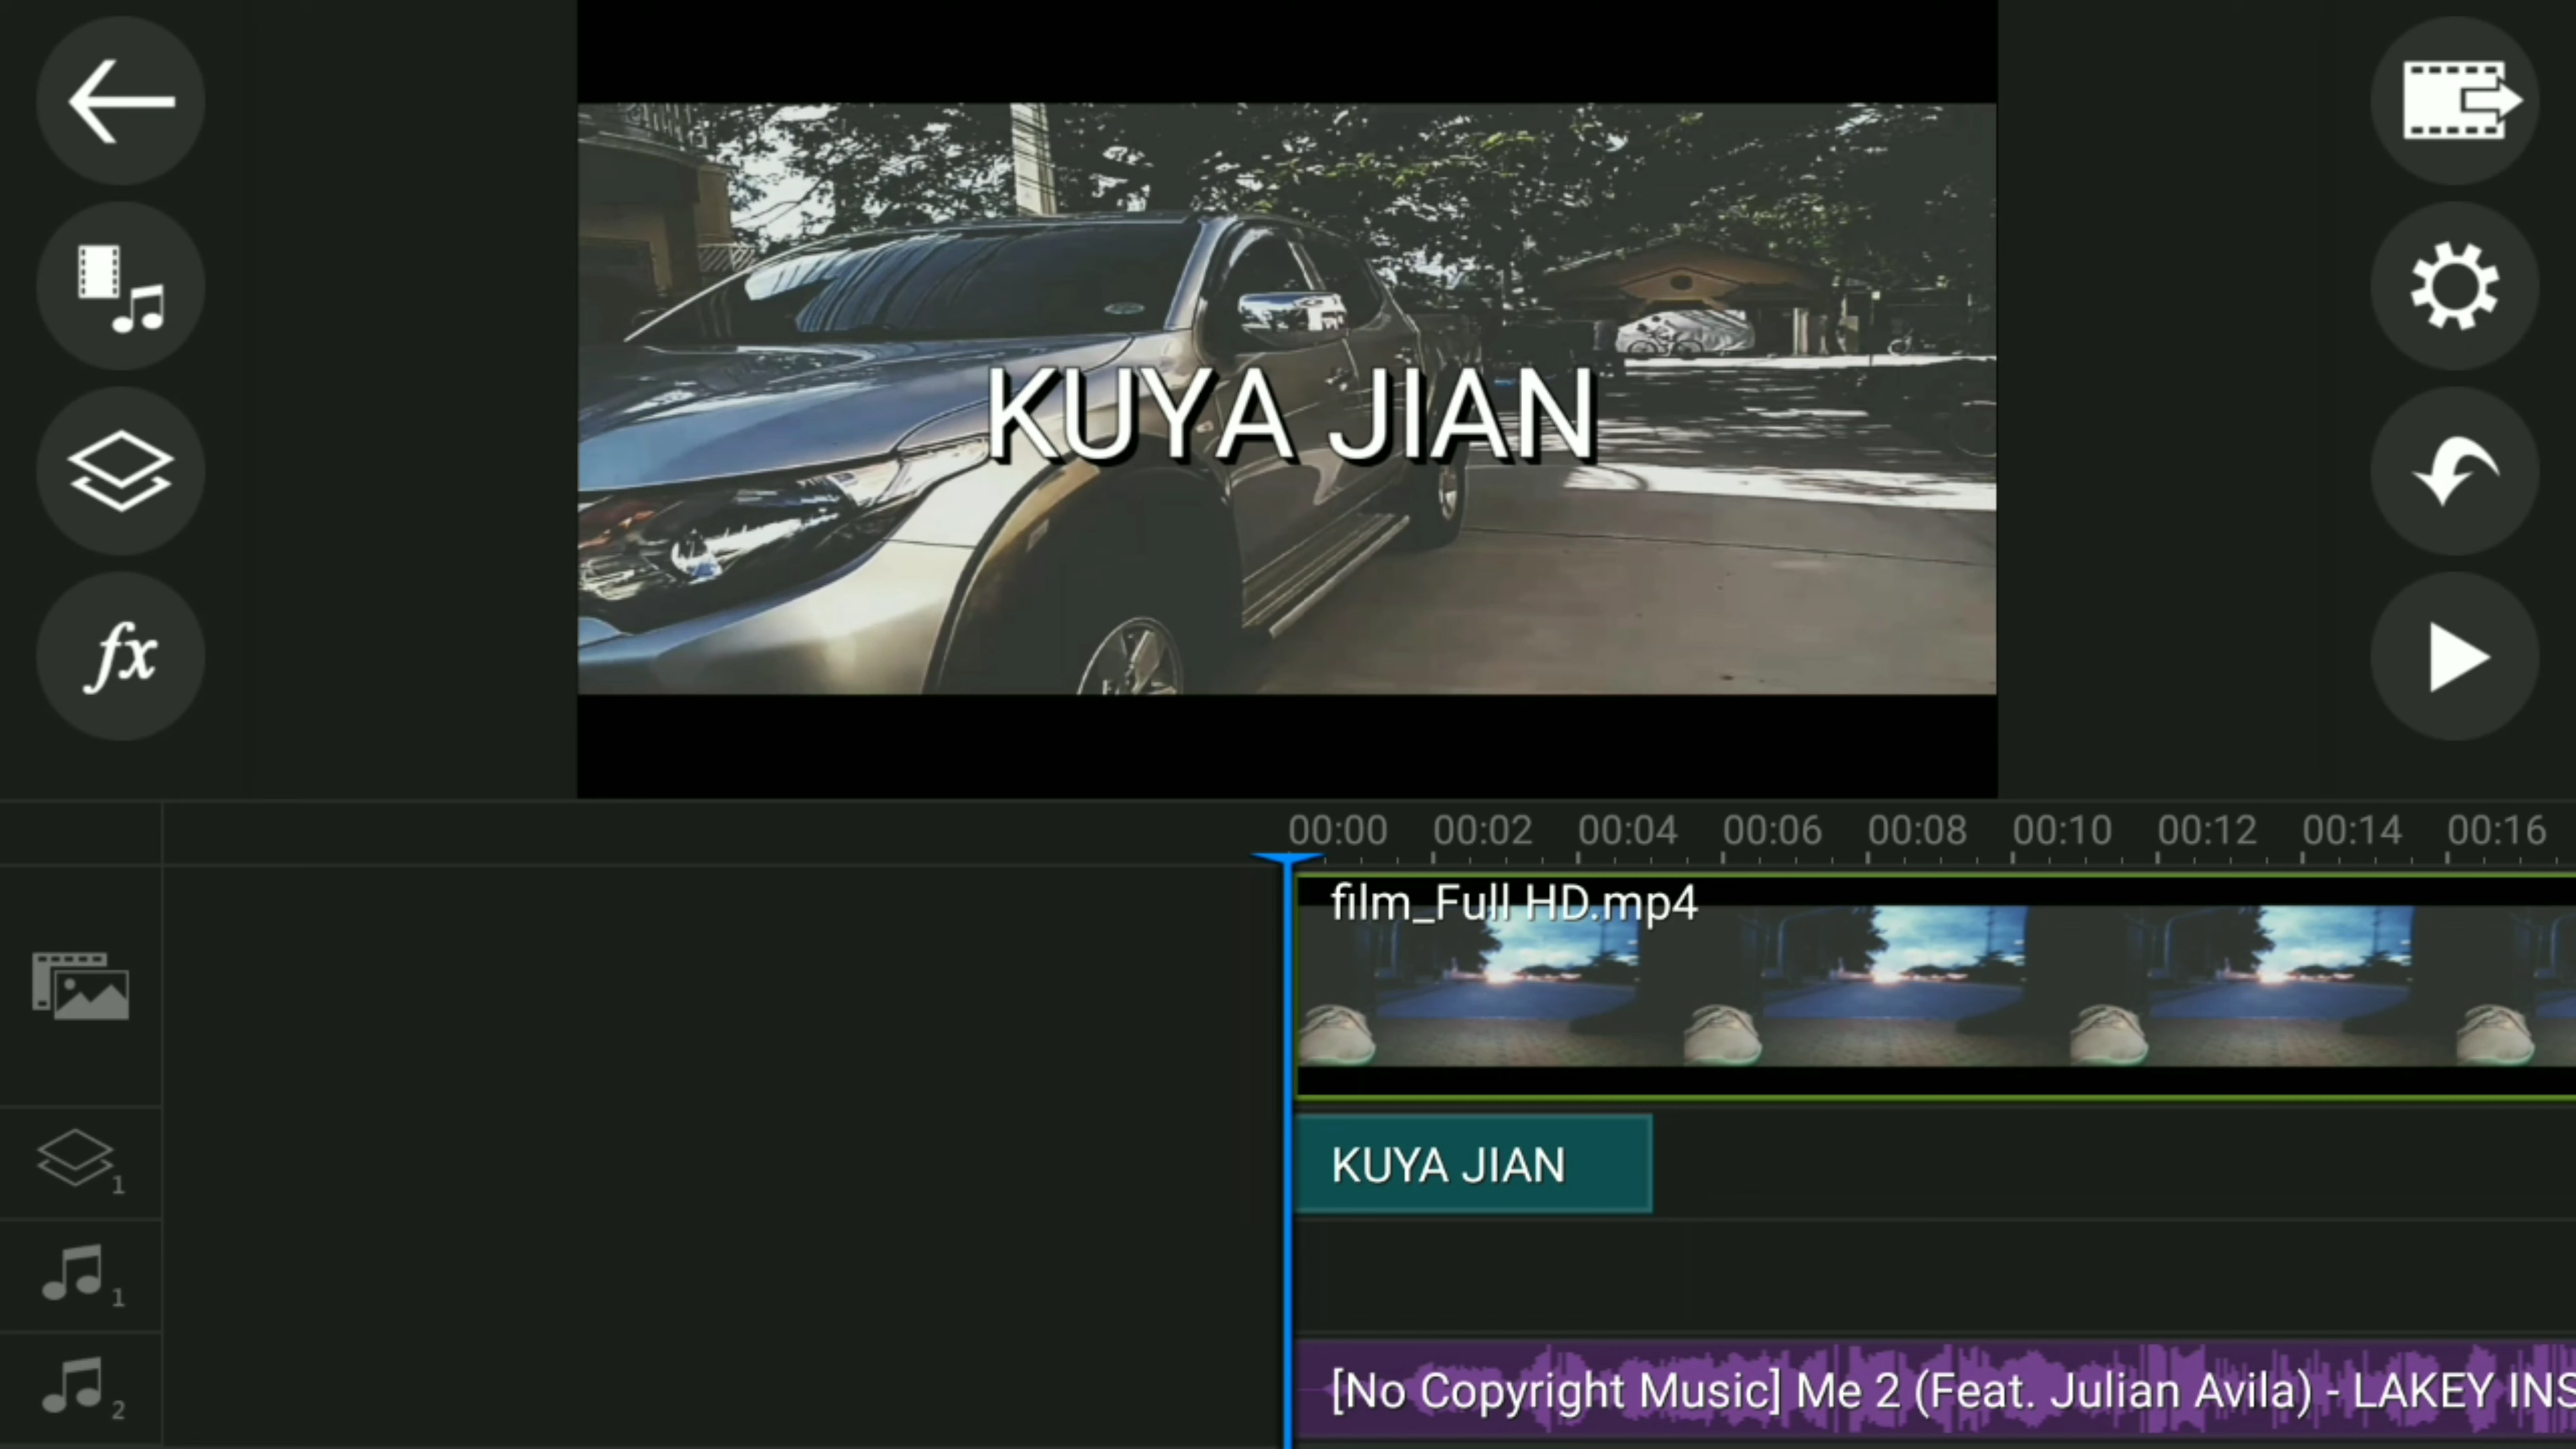 fx
KUYA JIAN
00:00 00:02 00:04 00:06 00:08 00:10 00:12 00:14 00:16
film_Full HD.mp4
1
KUYA JIAN
1
2
[No Copyright Music] Me 2 (Feat. Julian Avila) - LAKEY INS